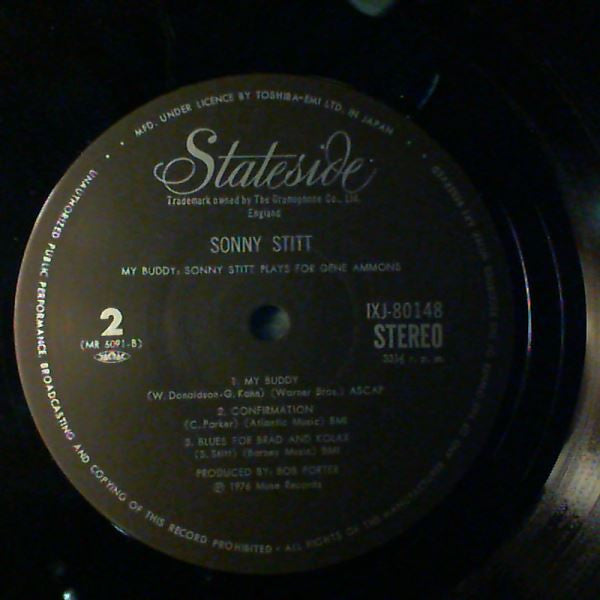 MFD. UNDER LICENCE BY TOSHIBA-EMI LTD. IN JAPAN
Stateside
Trademark owned by The Gramophone Co., Ltd.
England
SONNY STITT
MY BUDDY: SONNY STITT PLAYS FOR GENE AMMONS
2
(MR 5091-B)
IXJ-80148
STEREO
33⅓ r. p. m.
1. MY BUDDY
(W. Donaldson-G. Kahn) (Warner Bros.) ASCAP
2. CONFIRMATION
(C. Parker) (Atlantic Music) BMI
3. BLUES FOR BRAD AND KOLAX
(S. Stitt) (Barney Music) BMI
PRODUCED BY: BOB PORTER
℗ 1976 Muse Records
UNAUTHORIZED PUBLIC PERFORMANCE, BROADCASTING AND COPYING OF THIS RECORD PROHIBITED • ALL RIGHTS OF THE MANUFACTURER